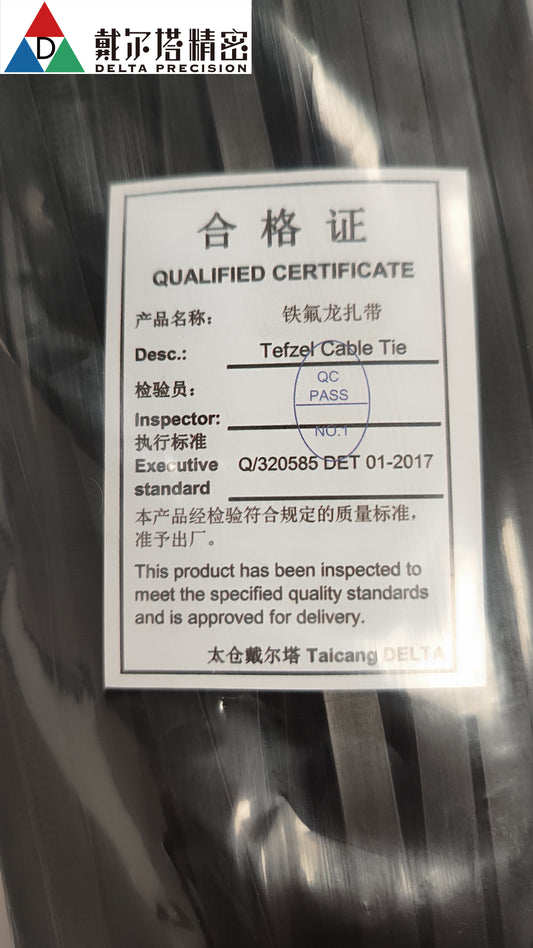 D
戴尔塔精密
DELTA PRECISION
合格证
QUALIFIED CERTIFICATE
产品名称： 铁氟龙扎带
Desc.: Tefzel Cable Tie
检验员：
QC
PASS
Inspector:
NO.1
执行标准
Executive Q/320585 DET 01-2017
standard
本产品经检验符合规定的质量标准，
准予出厂。
This product has been inspected to
meet the specified quality standards
and is approved for delivery.
太仓戴尔塔 Taicang DELTA